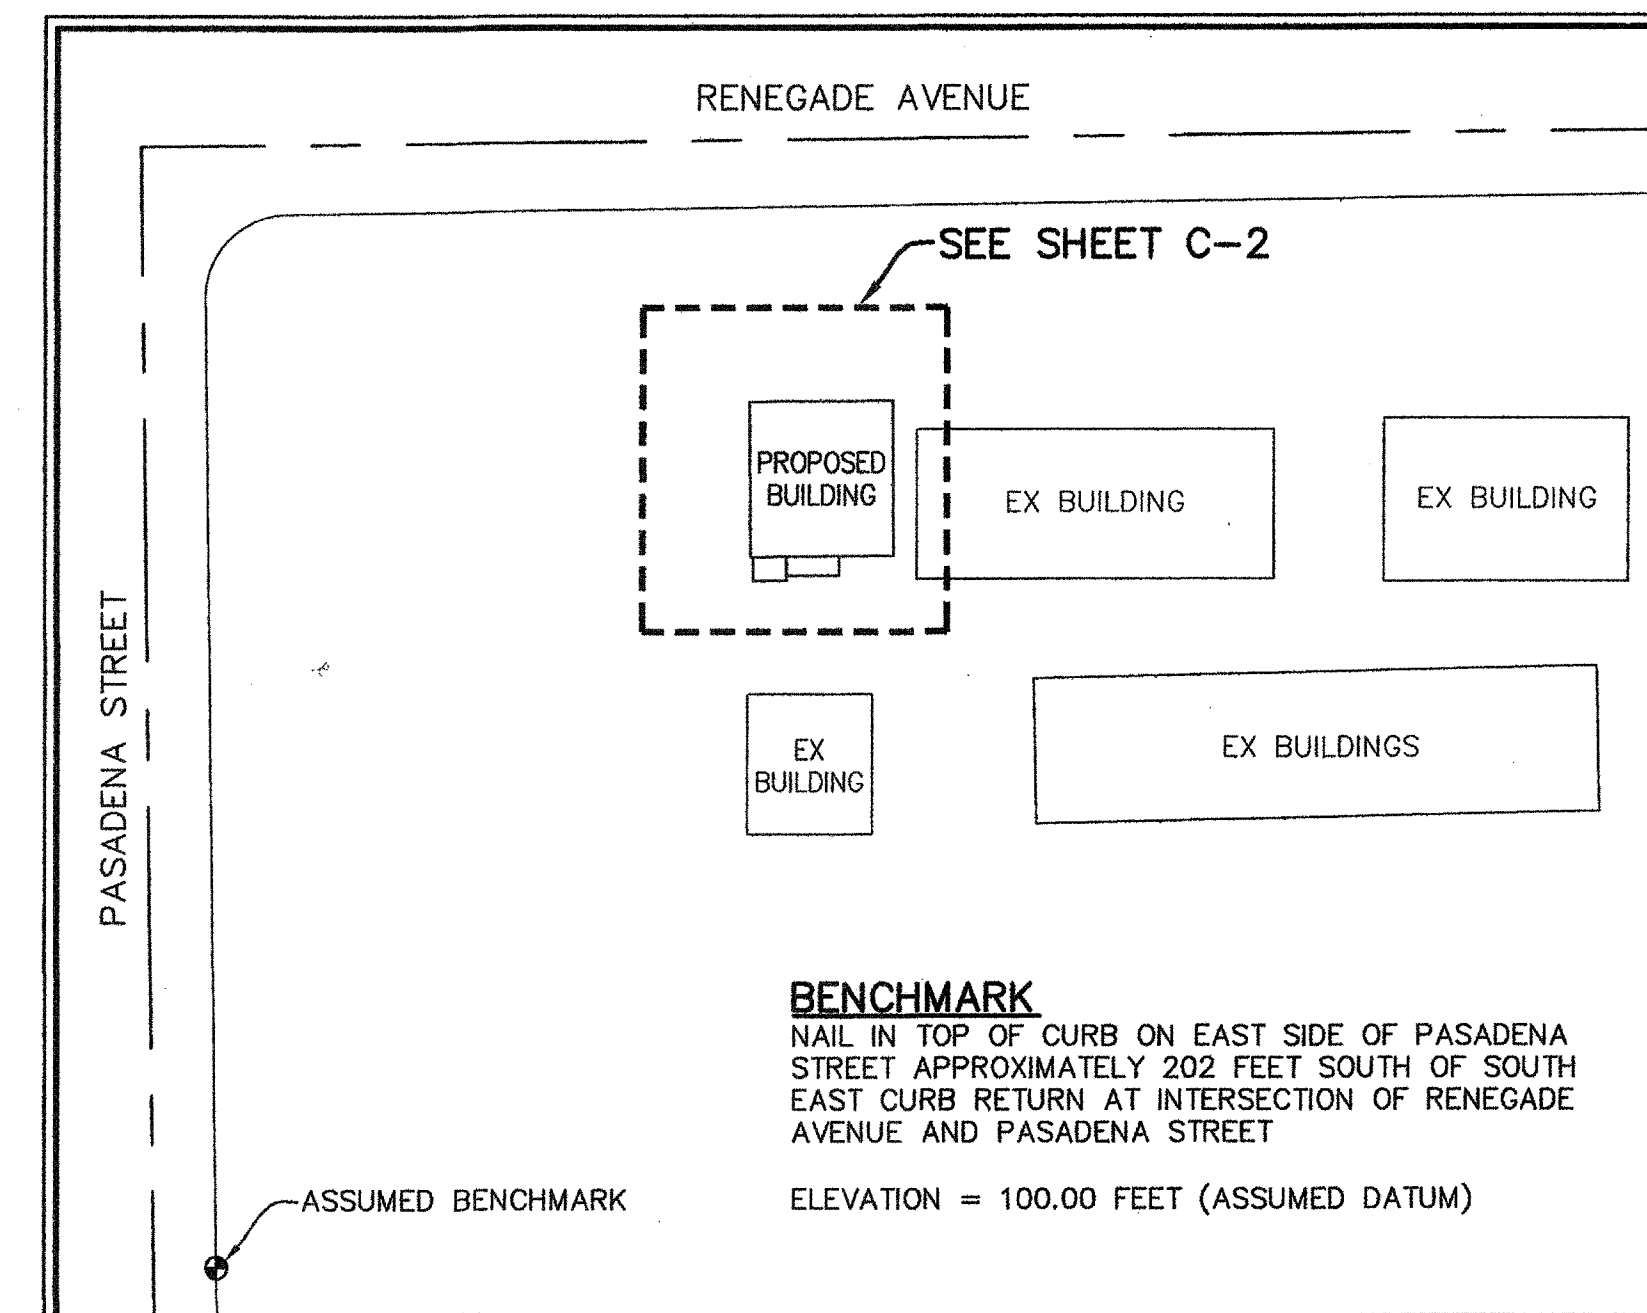 RENEGADE AVENUE
SEE SHEET C-2
PROPOSED
BUILDING
EX BUILDING
EX BUILDING
PASADENA STREET
EX
BUILDING
EX BUILDINGS
BENCHMARK
NAIL IN TOP OF CURB ON EAST SIDE OF PASADENA
STREET APPROXIMATELY 202 FEET SOUTH OF SOUTH
EAST CURB RETURN AT INTERSECTION OF RENEGADE
AVENUE AND PASADENA STREET
ELEVATION = 100.00 FEET (ASSUMED DATUM)
ASSUMED BENCHMARK